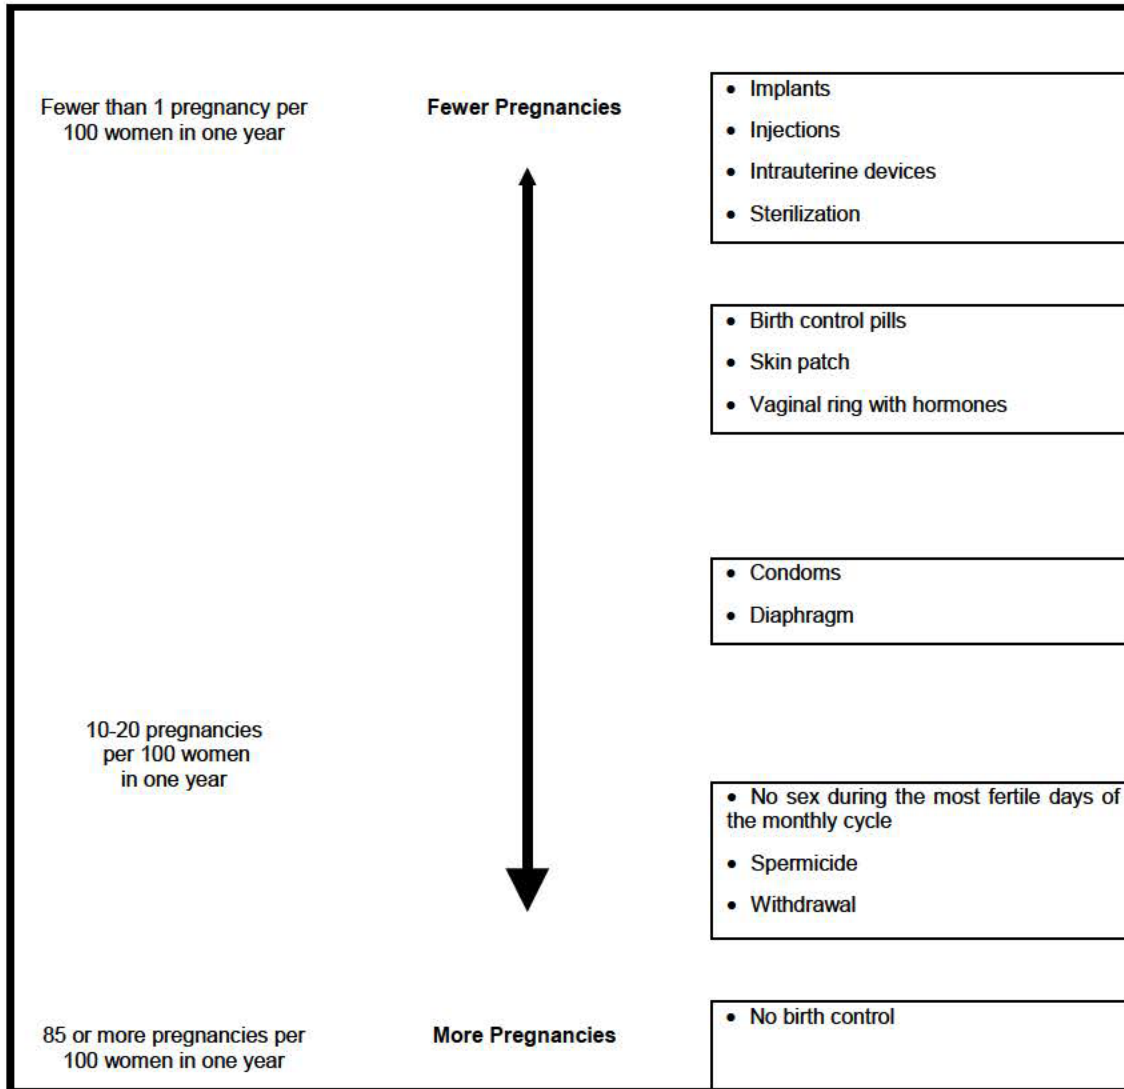 Fewer than 1 pregnancy per
100 women in one year
Fewer Pregnancies
• Implants
• Injections
• Intrauterine devices
• Sterilization
• Birth control pills
• Skin patch
• Vaginal ring with hormones
• Condoms
• Diaphragm
10-20 pregnancies
per 100 women
in one year
• No sex during the most fertile days of
the monthly cycle
• Spermicide
• Withdrawal
85 or more pregnancies per
100 women in one year
More Pregnancies
• No birth control